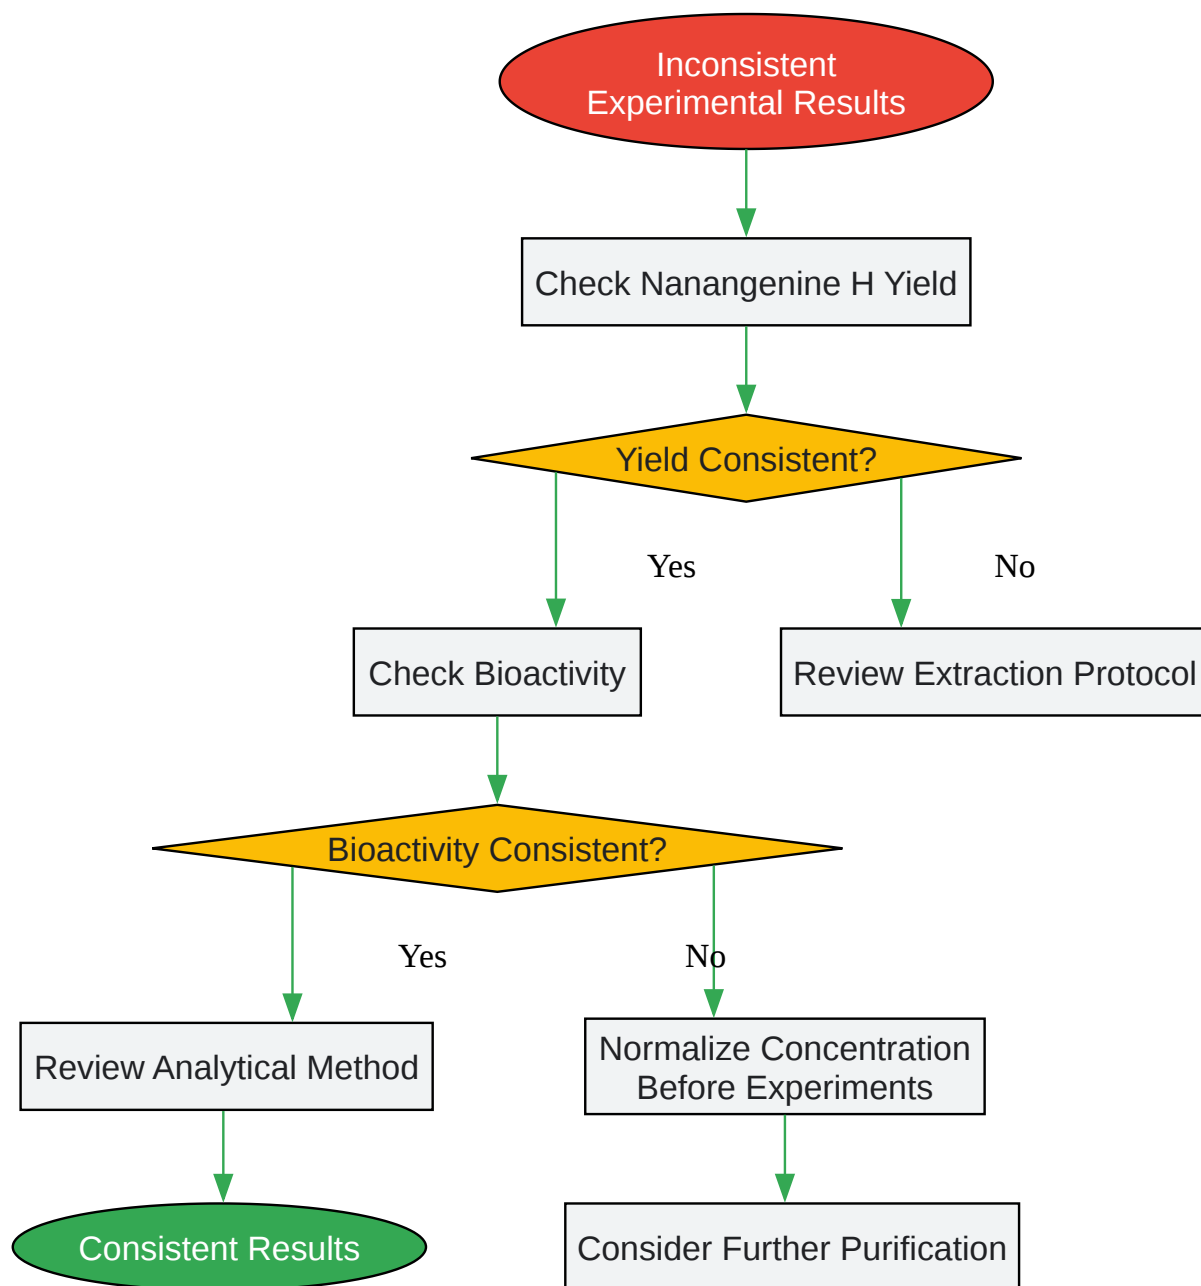 Inconsistent
Experimental Results
Check Nanangenine H Yield
Yield Consistent?
Yes
No
Check Bioactivity
Review Extraction Protocol
Bioactivity Consistent?
Yes
No
Review Analytical Method
Normalize Concentration
Before Experiments
Consistent Results
Consider Further Purification